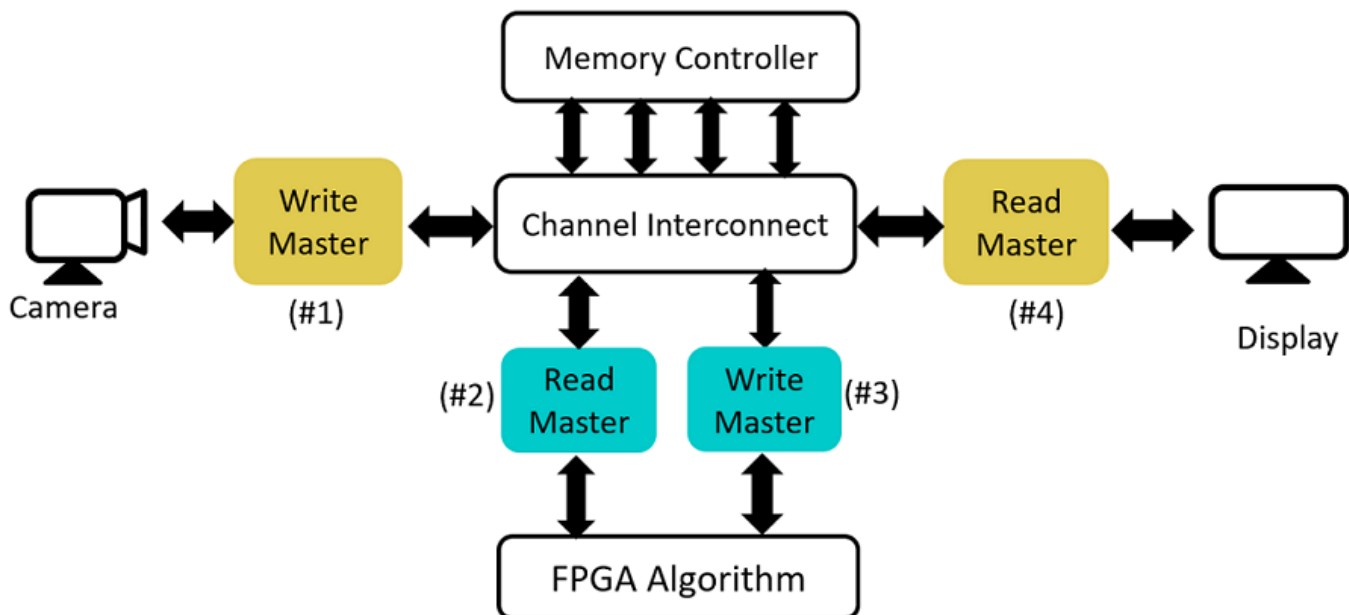 Memory Controller
Write
Master
Channel Interconnect
Read
Master
Camera
(#1)
(#4)
Display
(#2)
Read
Master
Write
Master
(#3)
FPGA Algorithm